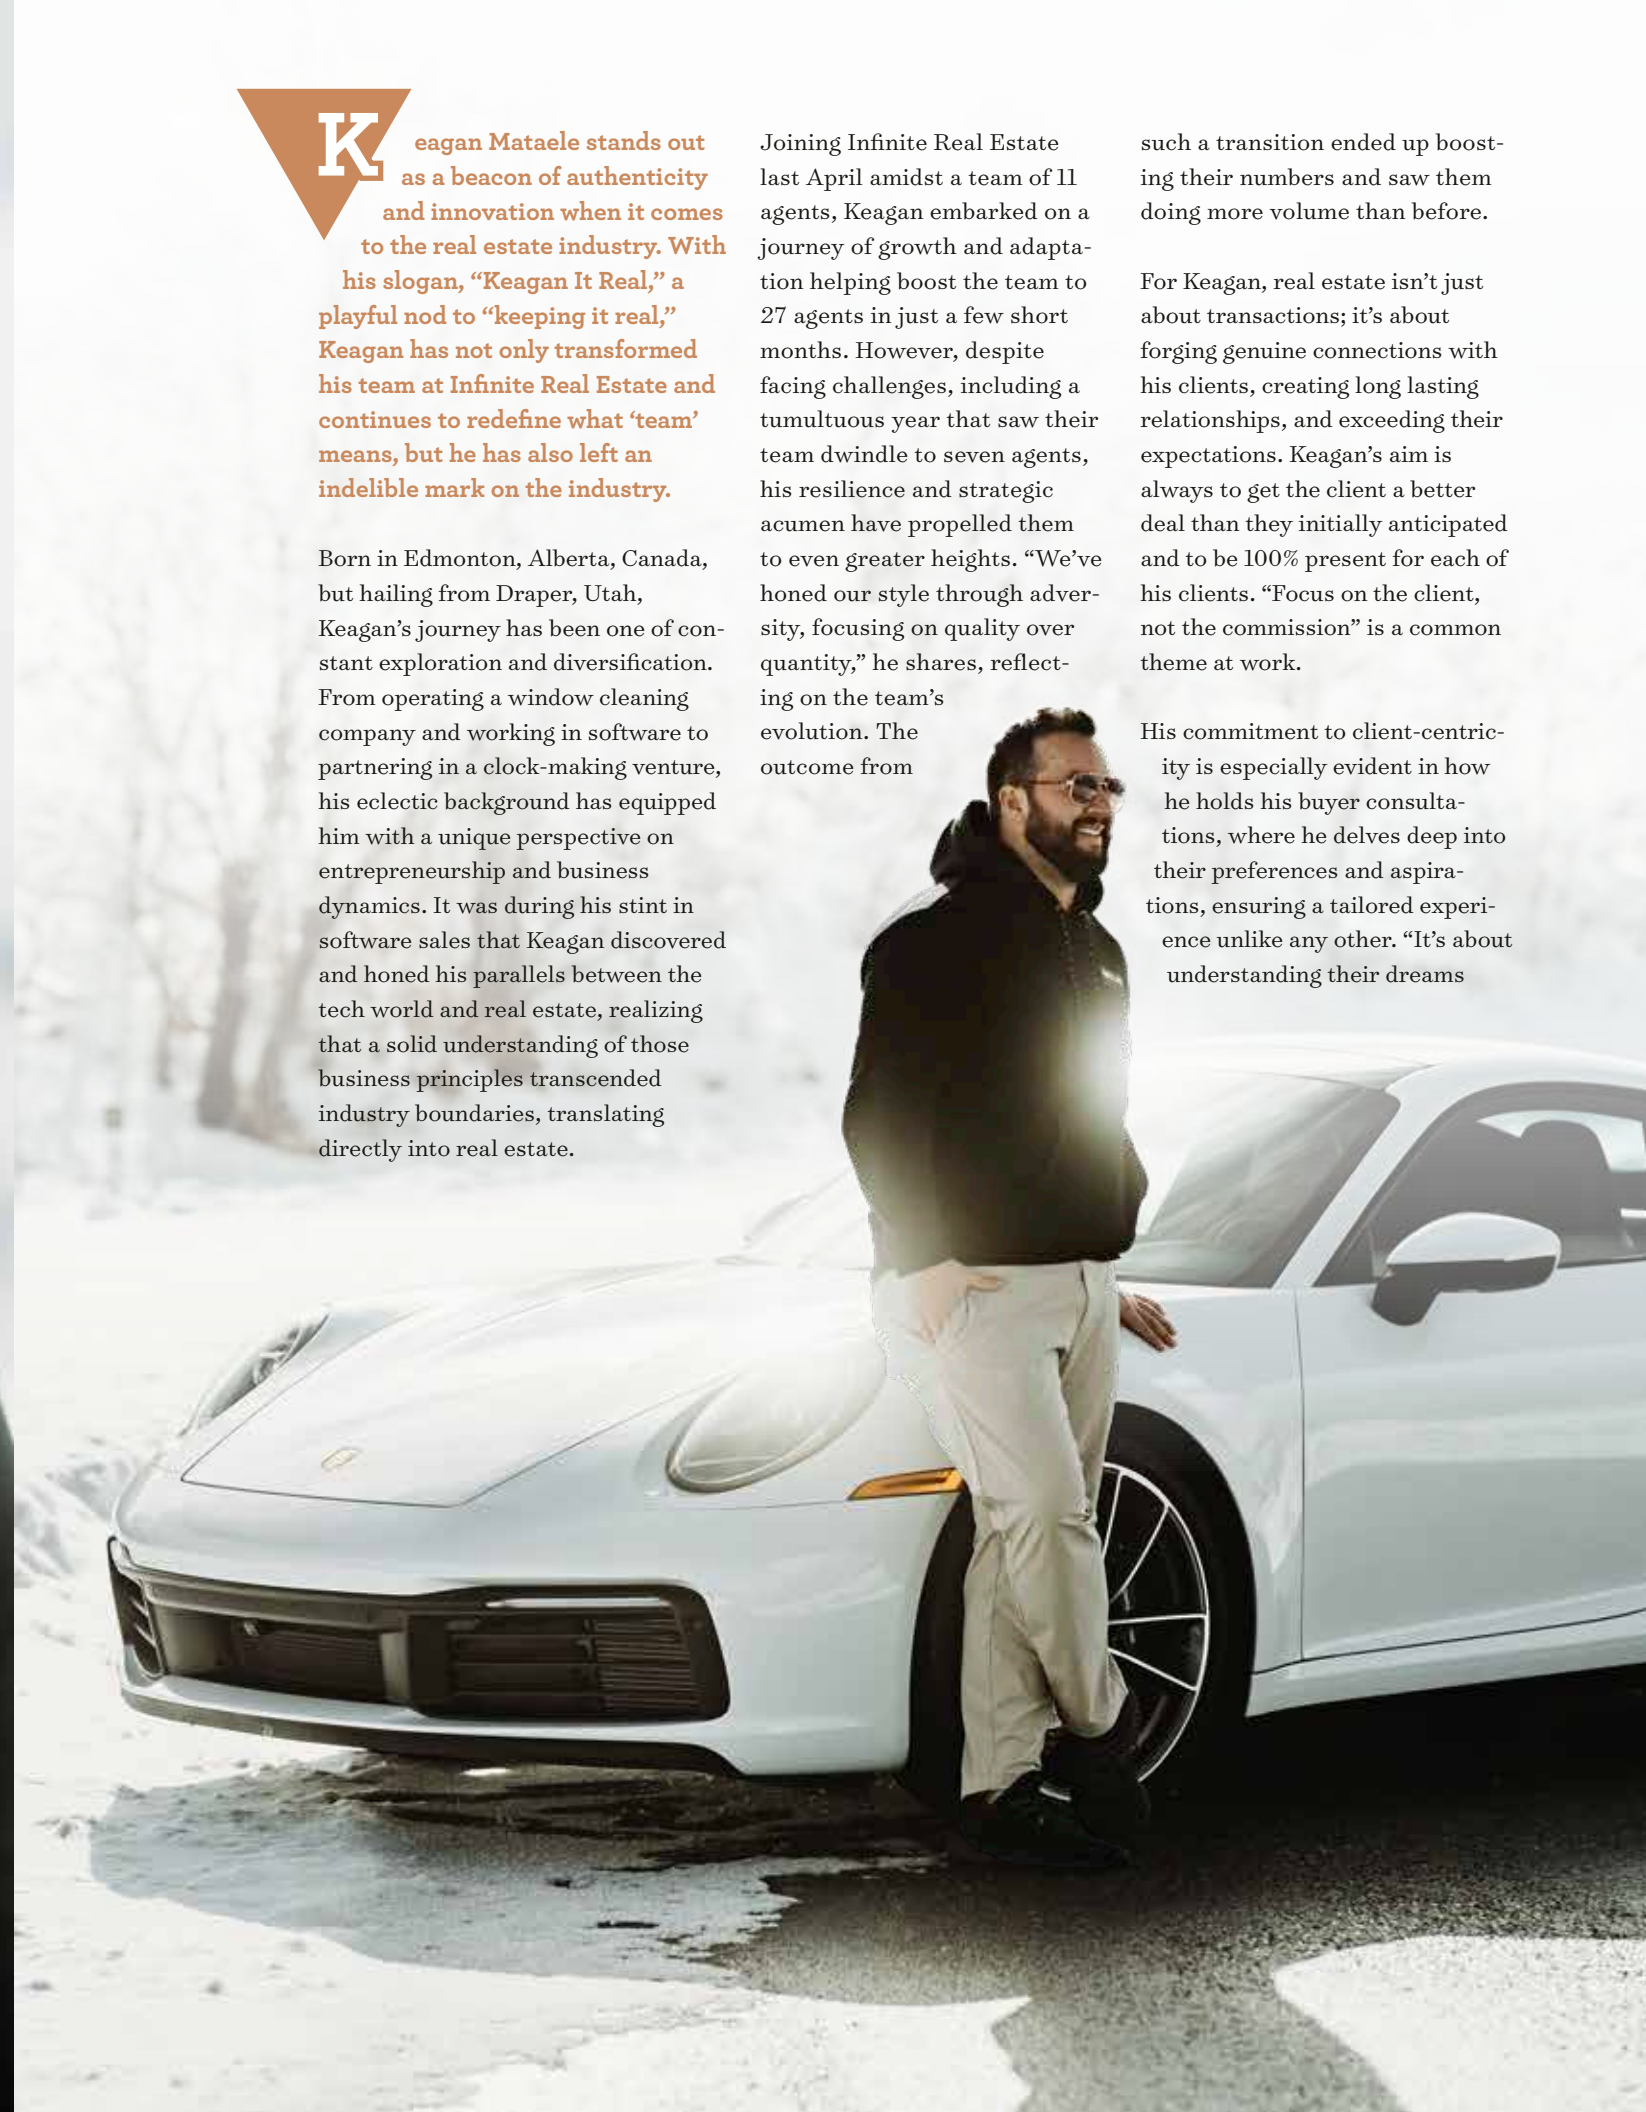 Keagan Mataele stands out
as a beacon of authenticity
and innovation when it comes
to the real estate industry. With
his slogan, “Keagan It Real,” a
playful nod to “keeping it real,”
Keagan has not only transformed
his team at Infinite Real Estate and
continues to redefine what ‘team’
means, but he has also left an
indelible mark on the industry.
Born in Edmonton, Alberta, Canada,
but hailing from Draper, Utah,
Keagan’s journey has been one of con-
stant exploration and diversification.
From operating a window cleaning
company and working in software to
partnering in a clock-making venture,
his eclectic background has equipped
him with a unique perspective on
entrepreneurship and business
dynamics. It was during his stint in
software sales that Keagan discovered
and honed his parallels between the
tech world and real estate, realizing
that a solid understanding of those
business principles transcended
industry boundaries, translating
directly into real estate.
Joining Infinite Real Estate
last April amidst a team of 11
agents, Keagan embarked on a
journey of growth and adapta-
tion helping boost the team to
27 agents in just a few short
months. However, despite
facing challenges, including a
tumultuous year that saw their
team dwindle to seven agents,
his resilience and strategic
acumen have propelled them
to even greater heights. “We’ve
honed our style through adver-
sity, focusing on quality over
quantity,” he shares, reflect-
ing on the team’s
evolution. The
outcome from
such a transition ended up boost-
ing their numbers and saw them
doing more volume than before.
For Keagan, real estate isn’t just
about transactions; it’s about
forging genuine connections with
his clients, creating long lasting
relationships, and exceeding their
expectations. Keagan’s aim is
always to get the client a better
deal than they initially anticipated
and to be 100% present for each of
his clients. “Focus on the client,
not the commission” is a common
theme at work.
His commitment to client-centric-
ity is especially evident in how
he holds his buyer consulta-
tions, where he delves deep into
their preferences and aspira-
tions, ensuring a tailored experi-
ence unlike any other. “It’s about
understanding their dreams